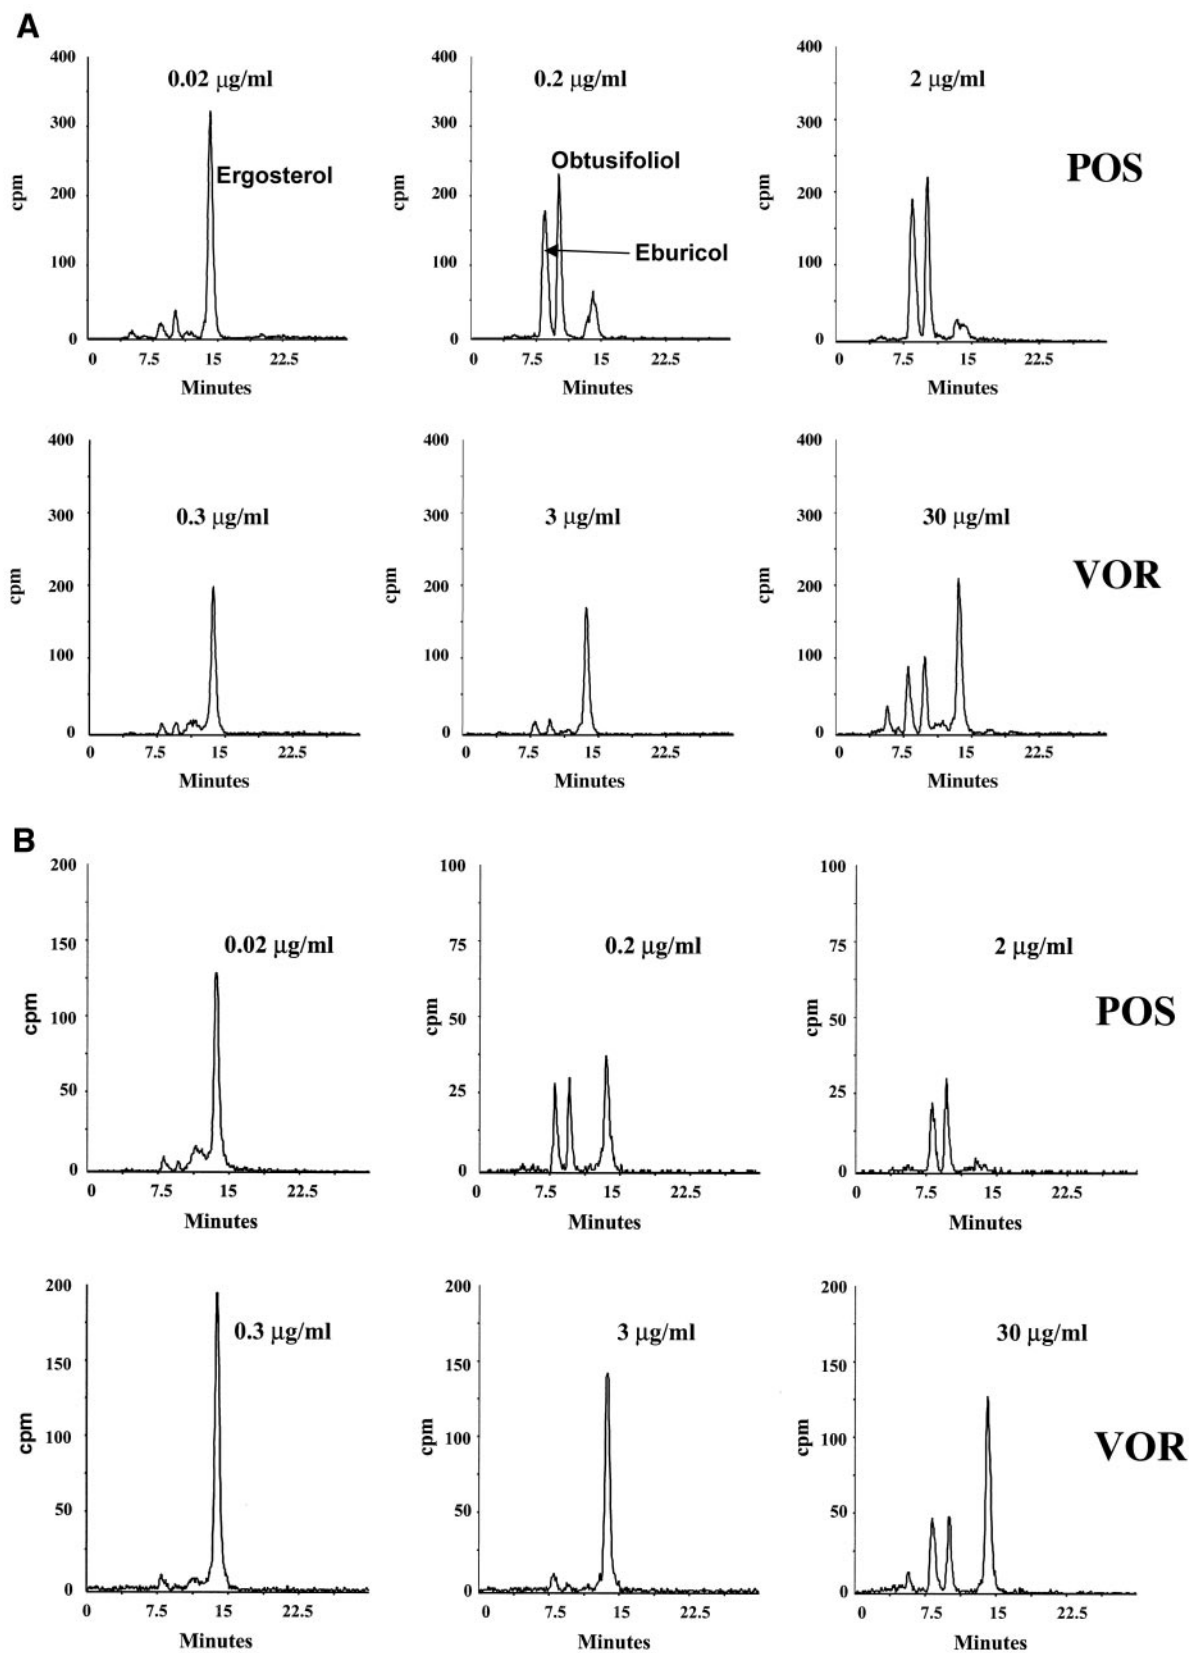 A
400
300
200
100
0
cpm
0.02 μg/ml
Ergosterol
0 7.5 15 22.5
Minutes
400
300
200
100
0
cpm
0.2 μg/ml
Obtusifoliol
Eburicol
0 7.5 15 22.5
Minutes
400
300
200
100
0
cpm
2 μg/ml
POS
0 7.5 15 22.5
Minutes
400
300
200
100
0
cpm
0.3 μg/ml
0 7.5 15 22.5
Minutes
400
300
200
100
0
cpm
3 μg/ml
0 7.5 15 22.5
Minutes
400
300
200
100
0
cpm
30 μg/ml
VOR
0 7.5 15 22.5
Minutes
B
200
150
100
50
0
cpm
0.02 μg/ml
0 7.5 15 22.5
Minutes
100
75
50
25
0
cpm
0.2 μg/ml
0 7.5 15 22.5
Minutes
100
75
50
25
0
cpm
2 μg/ml
POS
0 7.5 15 22.5
Minutes
200
150
100
50
0
cpm
0.3 μg/ml
0 7.5 15 22.5
Minutes
200
150
100
50
0
cpm
3 μg/ml
0 7.5 15 22.5
Minutes
200
150
100
50
0
cpm
30 μg/ml
VOR
0 7.5 15 22.5
Minutes